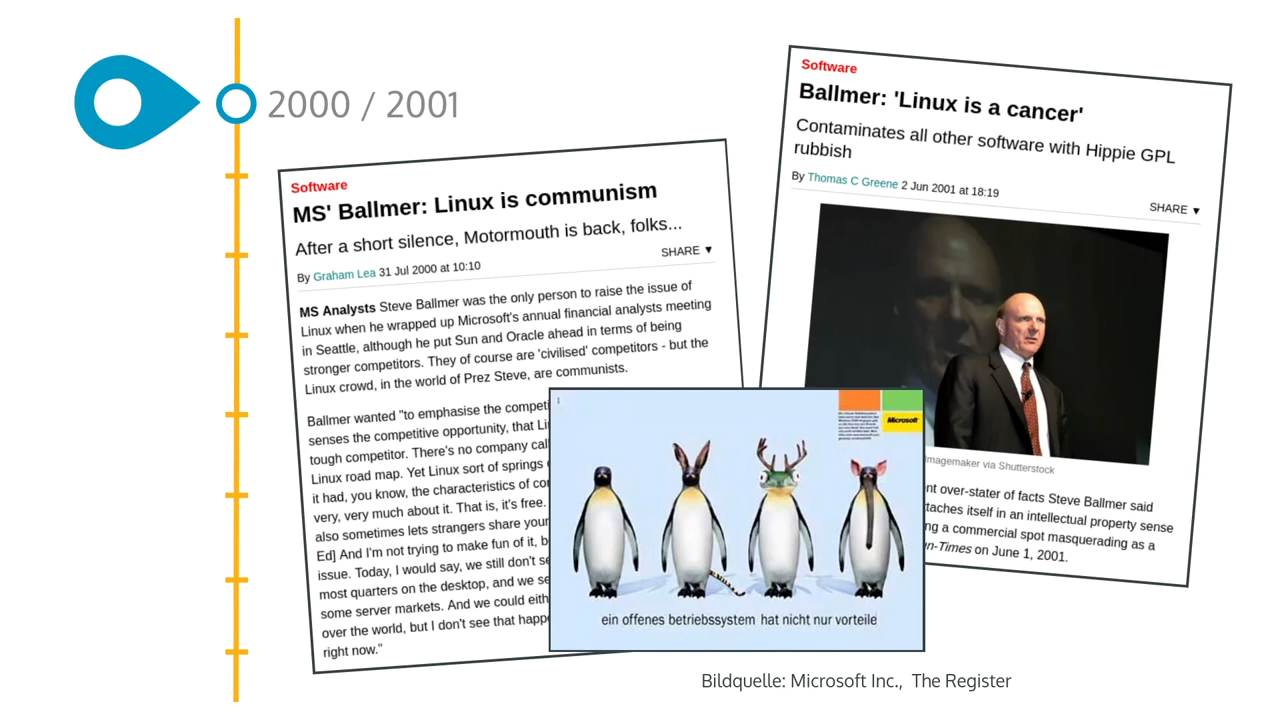 2000 / 2001
Software
MS' Ballmer: Linux is communism
After a short silence, Motormouth is back, folks...
By Graham Lea 31 Jul 2000 at 10:10
SHARE ▼
MS Analysts Steve Ballmer was the only person to raise the issue of
Linux when he wrapped up Microsoft's annual financial analysts meeting
in Seattle, although he put Sun and Oracle ahead in terms of being
stronger competitors. They of course are 'civilised' competitors - but the
Linux crowd, in the world of Prez Steve, are communists.
Ballmer wanted "to emphasise the competi
senses the competitive opportunity, that Li
tough competitor. There's no company cal
Linux road map. Yet Linux sort of springs
it had, you know, the characteristics of co
very, very much about it. That is, it's free.
also sometimes lets strangers share your
Ed] And I'm not trying to make fun of it, b
issue. Today, I would say, we still don't se
most quarters on the desktop, and we se
some server markets. And we could eith
over the world, but I don't see that happ
right now."
Software
Ballmer: 'Linux is a cancer'
Contaminates all other software with Hippie GPL
rubbish
By Thomas C Greene 2 Jun 2001 at 18:19
SHARE ▼
magemaker via Shutterstock
nt over-stater of facts Steve Ballmer said
taches itself in an intellectual property sense
ng a commercial spot masquerading as a
n-Times on June 1, 2001.
Microsoft
ein offenes betriebssystem hat nicht nur vorteile
Bildquelle: Microsoft Inc., The Register